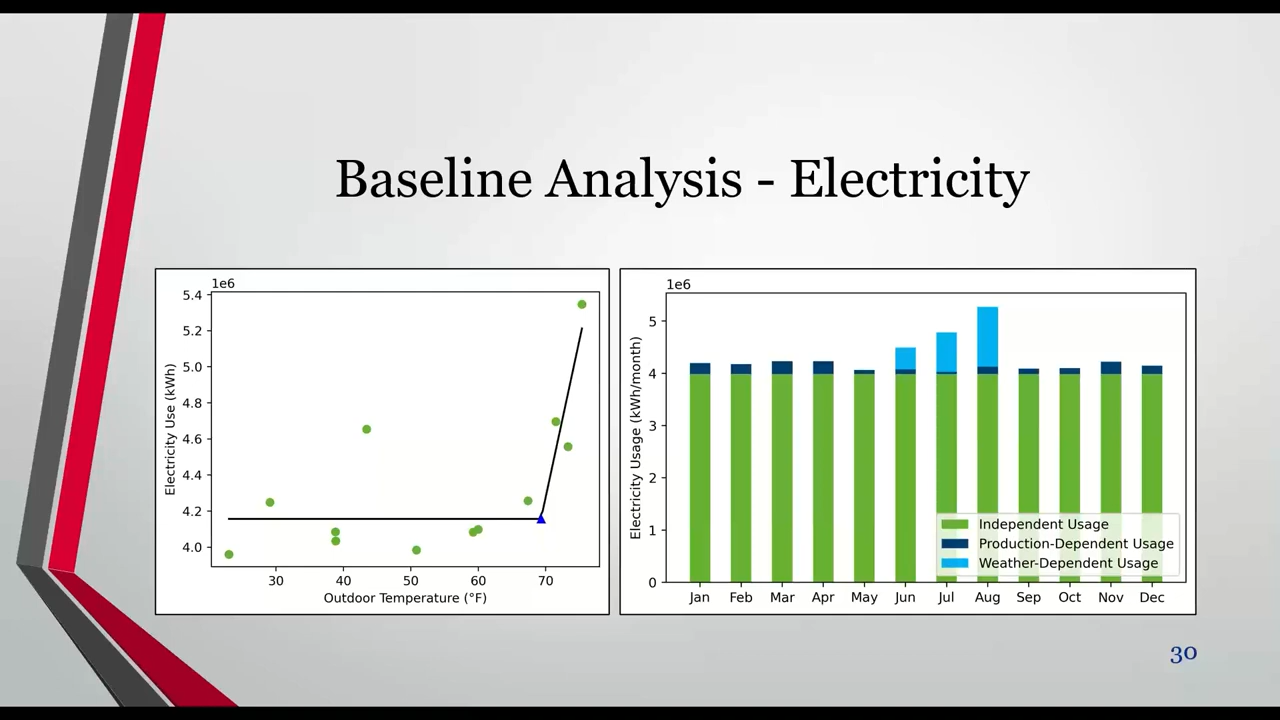 Baseline Analysis - Electricity
1e6
5.4
5.2
5.0
4.8
4.6
4.4
4.2
4.0
Electricity Use (kWh)
30 40 50 60 70
Outdoor Temperature (°F)
1e6
5
4
3
2
1
0
Electricity Usage (kWh/month)
Independent Usage
Production-Dependent Usage
Weather-Dependent Usage
Jan Feb Mar Apr May Jun Jul Aug Sep Oct Nov Dec
30